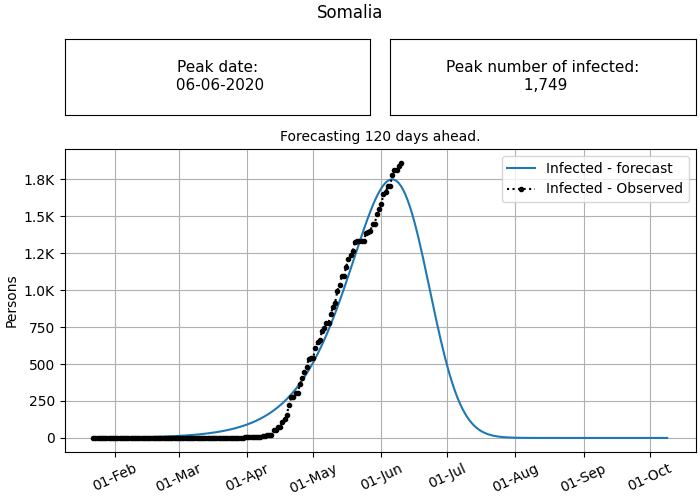 Somalia
Peak date:
06-06-2020
Peak number of infected:
1,749
Forecasting 120 days ahead.
Infected - forecast
Infected - Observed
Persons
1.8K
1.5K
1.2K
1.0K
750
500
250
0
01-Feb
01-Mar
01-Apr
01-May
01-Jun
01-Jul
01-Aug
01-Sep
01-Oct